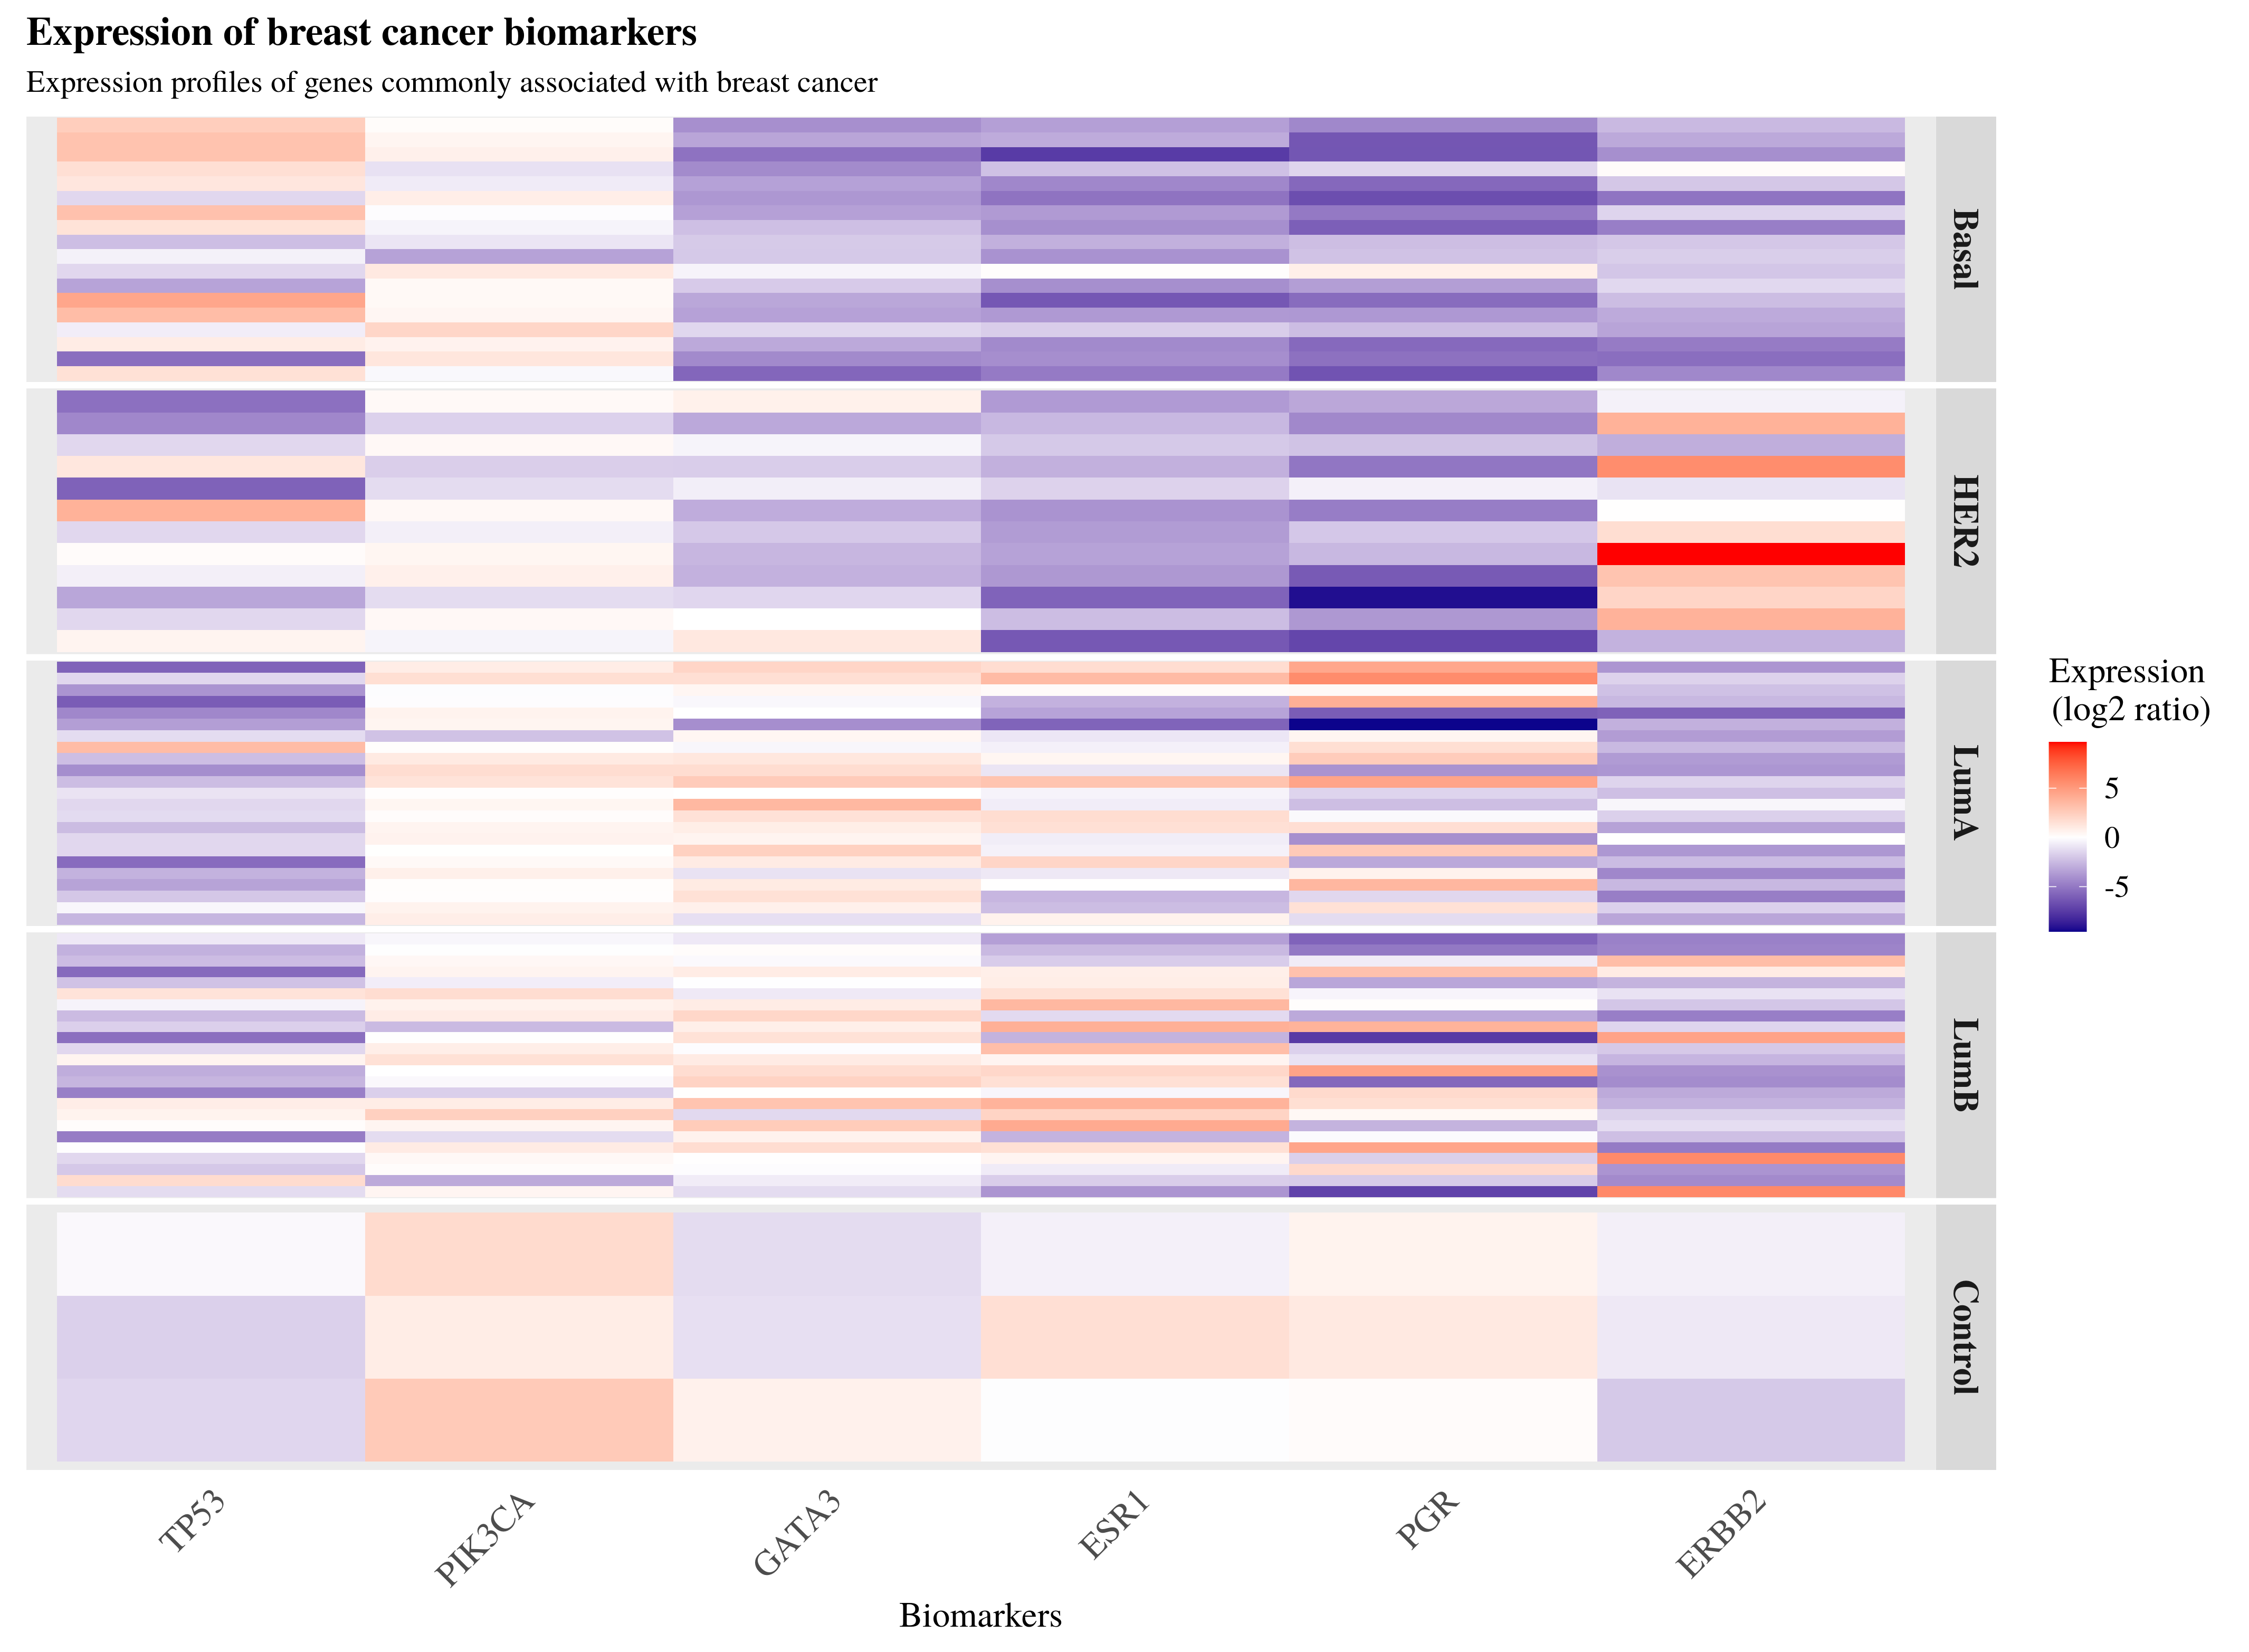 Expression of breast cancer biomarkers
Expression profiles of genes commonly associated with breast cancer
Basal
HER2
LumA
LumB
Control
Expression
(log2 ratio)
5
0
-5
TP53
PIK3CA
GATA3
ESR1
PGR
ERBB2
Biomarkers